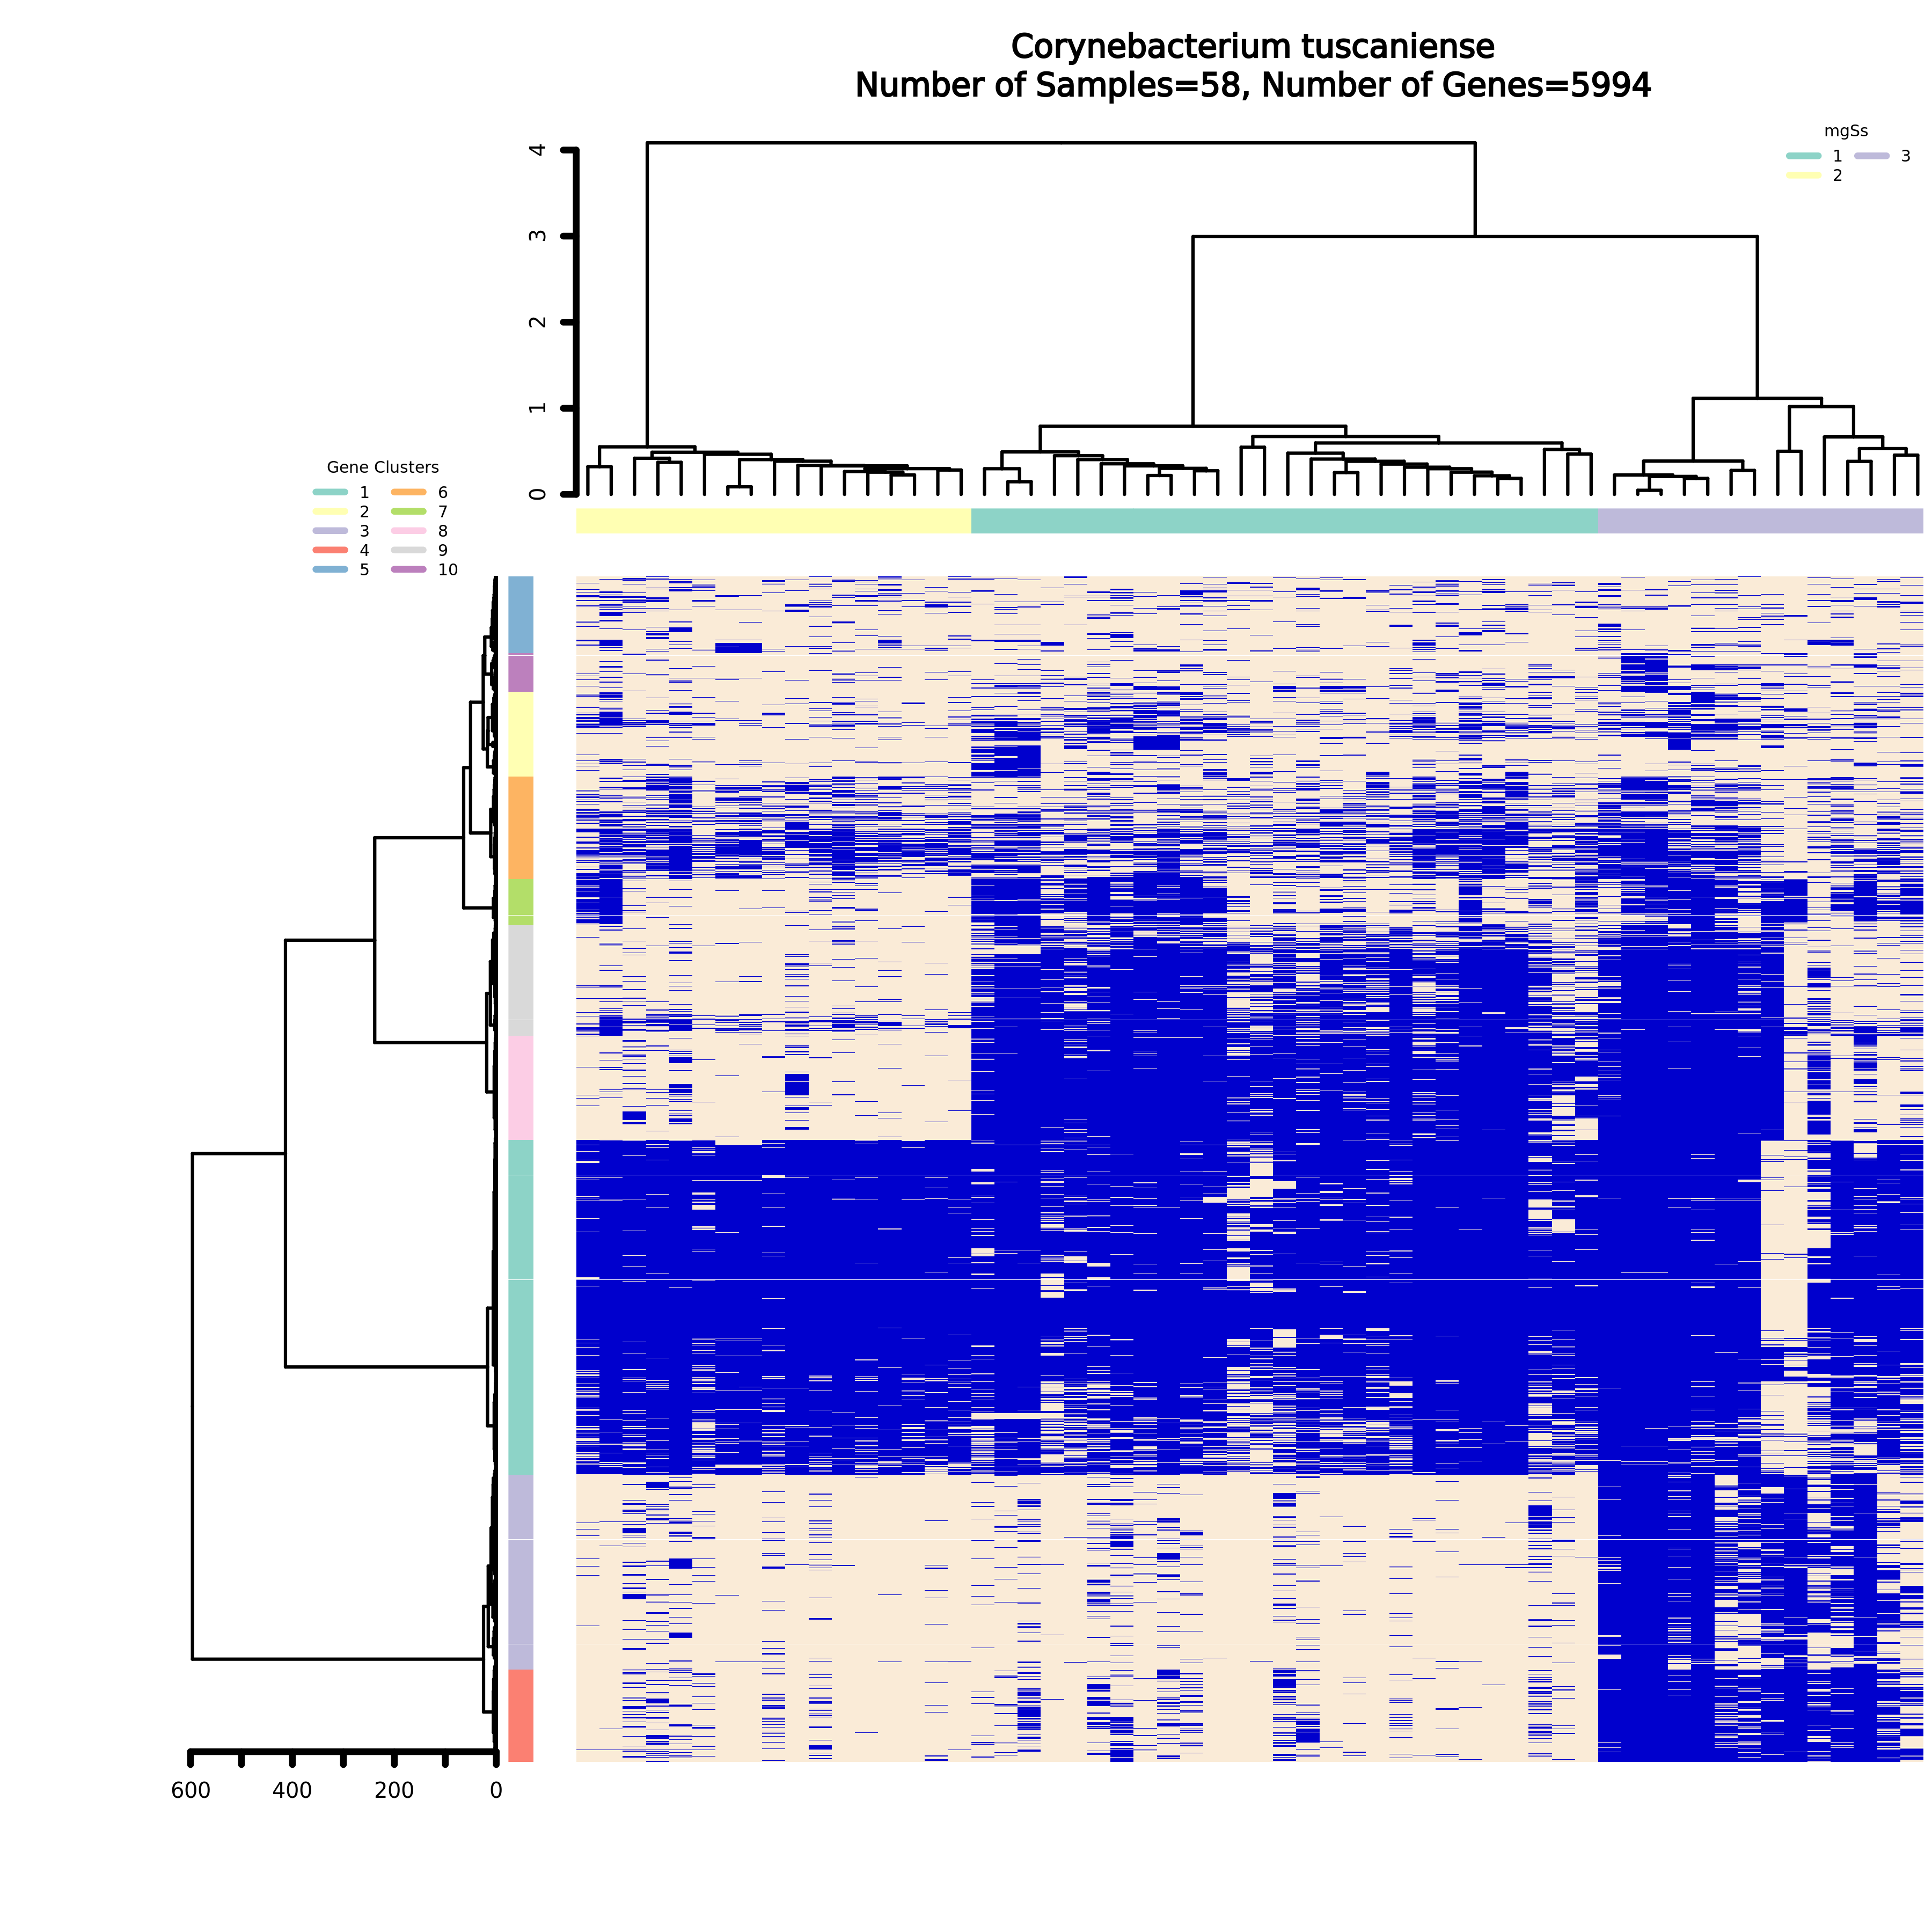 Corynebacterium tuscaniense
Number of Samples=58, Number of Genes=5994
mgSs
1 3
2
4
3
2
1
0
Gene Clusters
1 6
2 7
3 8
4 9
5 10
600 400 200 0